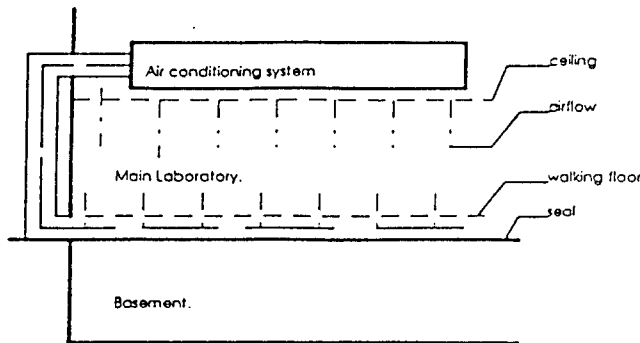 Air conditioning system
ceiling
airflow
Main Laboratory.
walking floor
seal
Basement.